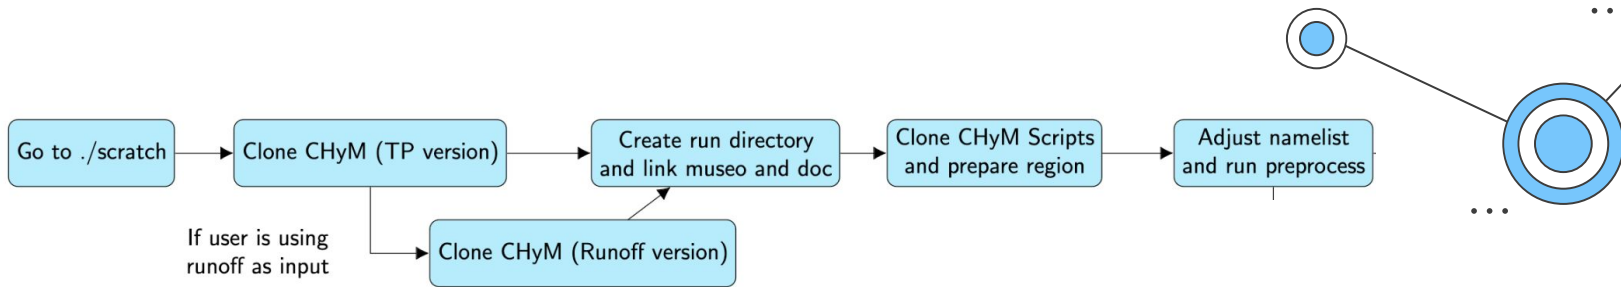 Go to ./scratch
Clone CHyM (TP version)
Create run directory
and link museo and doc
Clone CHyM Scripts
and prepare region
Adjust namelist
and run preprocess
If user is using
runoff as input
Clone CHyM (Runoff version)